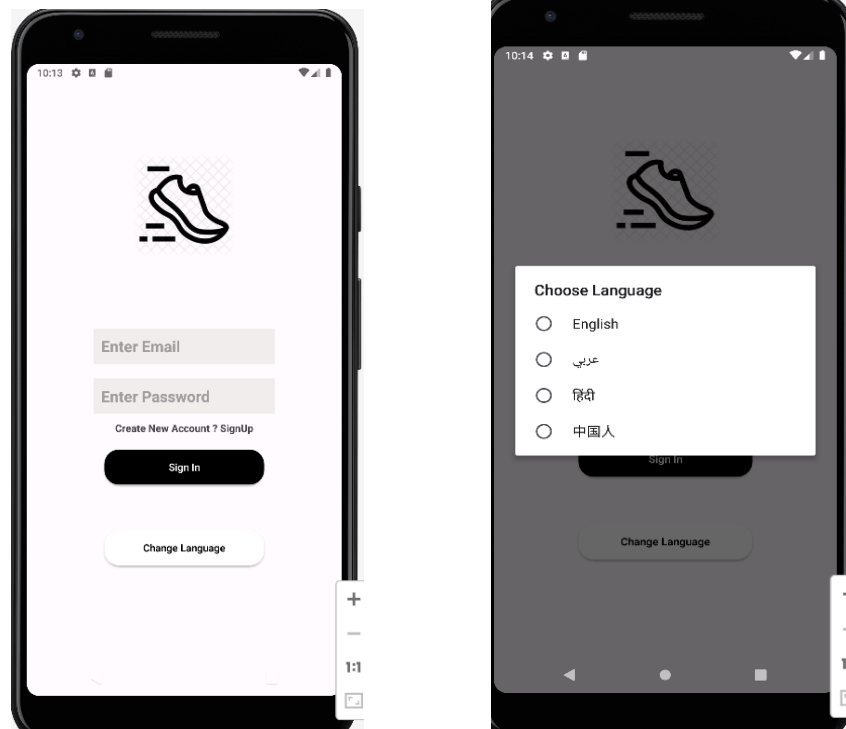 10:13
Enter Email
Enter Password
Create New Account ? SignUp
Sign In
Change Language
1:1
10:14
Choose Language
English
عربي
हिंदी
中国人
Sign In
Change Language